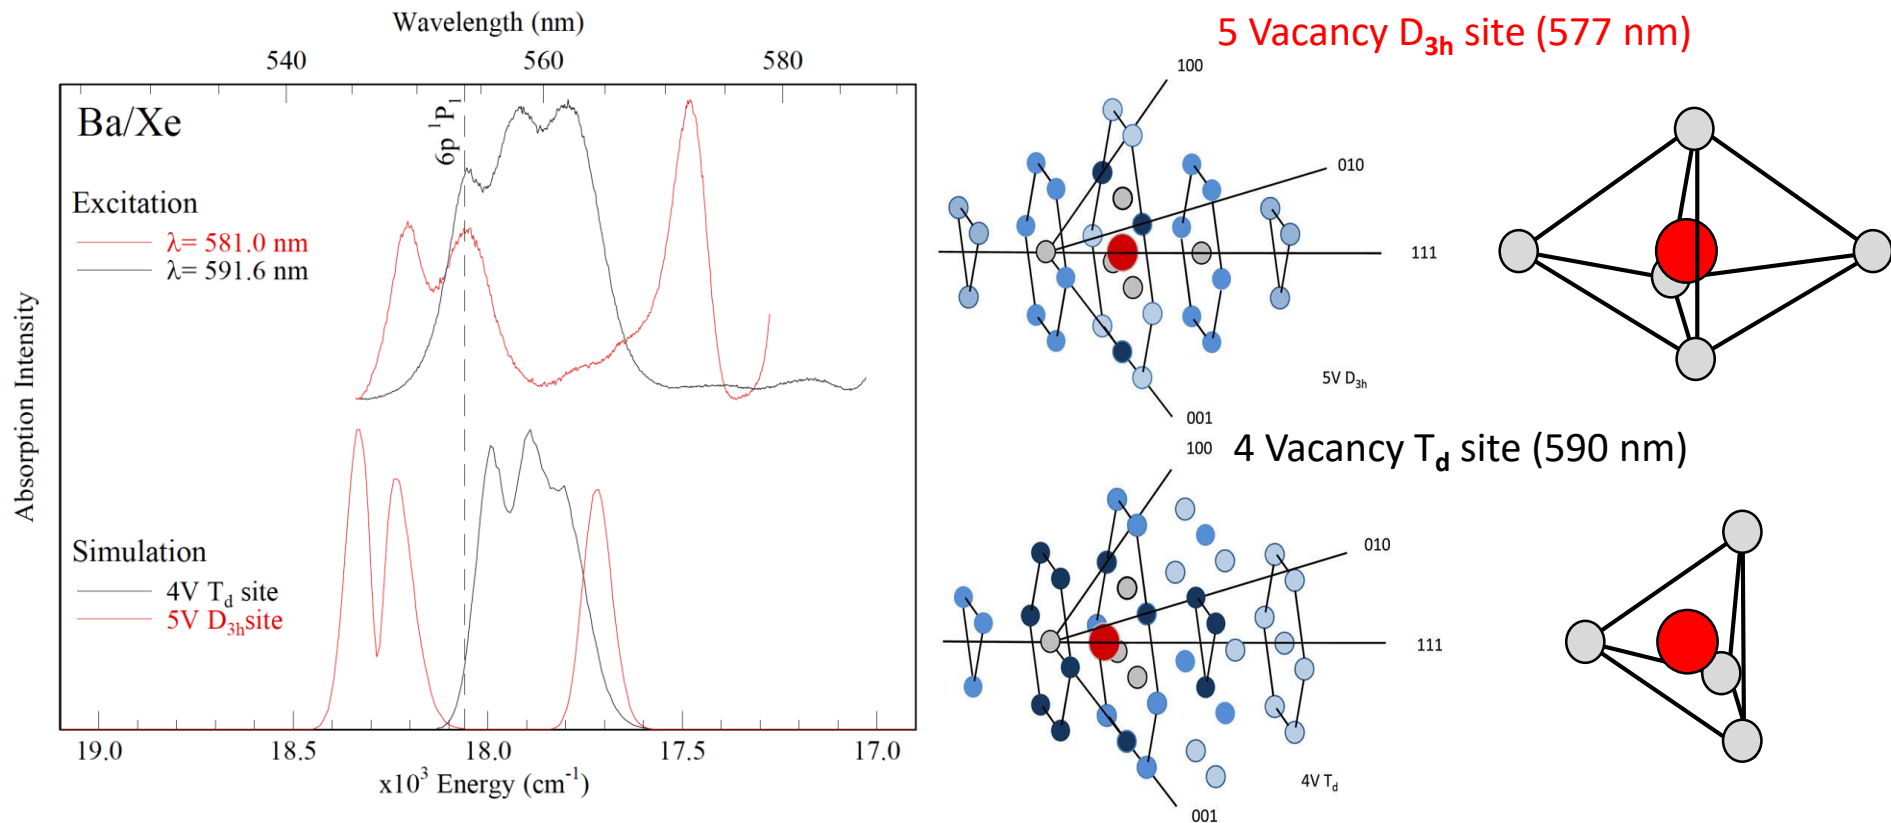 Wavelength (nm)
540 560 580
Ba/Xe
6p ¹P₁
Excitation
λ= 581.0 nm
λ= 591.6 nm
Absorption Intensity
Simulation
4V T_d site
5V D_3hsite
19.0 18.5 18.0 17.5 17.0
x10³ Energy (cm⁻¹)
5 Vacancy D_3h site (577 nm)
100
010
111
5V D_3h
001
4 Vacancy T_d site (590 nm)
100
010
111
4V T_d
001